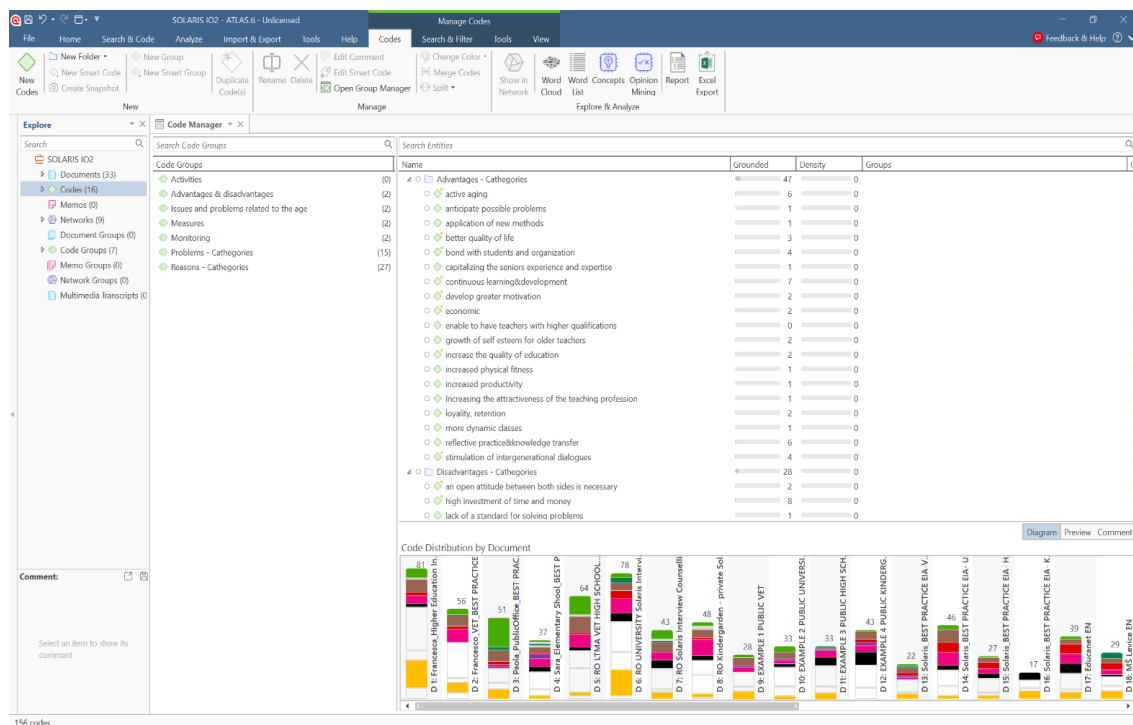 SOLARIS IO2 - ATLAS.ti - Unlicensed
Manage Codes
File Home Search & Code Analyze Import & Export Tools Help Codes Search & Filter Tools View Feedback & Help
New Codes
New Folder
New Smart Code
Create Snapshot
New Group
New Smart Group
New
Duplicate Code(s)
Rename
Delete
Edit Comment
Edit Smart Code
Open Group Manager
Change Color
Merge Codes
Split
Manage
Show in Network
Word Cloud
Word List
Concepts
Opinion Mining
Report
Excel Export
Explore & Analyze
Explore
Search
SOLARIS IO2
Documents (33)
Codes (16)
Memos (0)
Networks (9)
Document Groups (0)
Code Groups (7)
Memo Groups (0)
Network Groups (0)
Multimedia Transcripts (0
Comment:
Select an item to show its
comment
Code Manager
Search Code Groups
Code Groups
Activities (0)
Advantages & disadvantages (2)
Issues and problems related to the age (2)
Measures (2)
Monitoring (2)
Problems - Cathegories (15)
Reasons - Cathegories (27)
Search Entities
Name Grounded Density Groups
Advantages - Cathegories 47 0
active aging 6 0
anticipate possible problems 1 0
application of new methods 1 0
better quality of life 3 0
bond with students and organization 4 0
capitalizing the seniors experience and expertise 1 0
continuous learning&development 7 0
develop greater motivation 2 0
economic 2 0
enable to have teachers with higher qualifications 0 0
growth of self esteem for older teachers 2 0
increase the quality of education 2 0
increased physical fitness 1 0
increased productivity 1 0
Increasing the attractiveness of the teaching profession 1 0
loyality, retention 2 0
more dynamic classes 1 0
reflective practice&knowledge transfer 6 0
stimulation of intergenerational dialogues 4 0
Disadvantages - Cathegories 28 0
an open attitude between both sides is necessary 2 0
high investment of time and money 8 0
lack of a standard for solving problems 1 0
Diagram Preview Comment
Code Distribution by Document
81
D 1: Francesca_Higher Education In.
56
2: Francesco_VET_BEST PRACTICE
51
3: Paola_PublicOffice_BEST PRAC.
37
D 4: Sara_Elementary Shool_BEST P
64
D 5: RO LTMA VET HIGH SCHOOL...
78
D 6: RO UNIVERSITY Solaris Intervi.
43
D 7: RO Solaris Interview Counselli
48
D 8: RO Kindergarden - private Sol
28
D 9: EXAMPLE 1 PUBLIC VET
33
D 10: EXAMPLE 2 PUBLIC UNIVERSI.
33
D 11: EXAMPLE 3 PUBLIC HIGH SCH.
43
D 12: EXAMPLE 4 PUBLIC KINDERG.
22
D 13: Solaris_BEST PRACTICE EIA V..
46
D 14: Solaris_BEST PRACTICE EIA- U
27
D 15: Solaris_BEST PRACTICE EIA- H.
17
D 16: Solaris_BEST PRACTICE EIA- K.
39
D 17: Educanet EN
29
D 18: MŠ Levice EN
156 codes